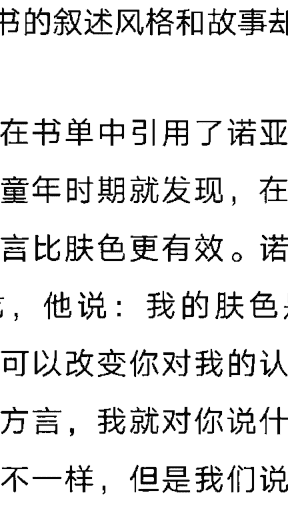 书的叙述风格和故事却
在书单中引用了诺亚
童年时期就发现，在
言比肤色更有效。诺
，他说：我的肤色是
可以改变你对我的认
方言，我就对你说什
不一样，但是我们说